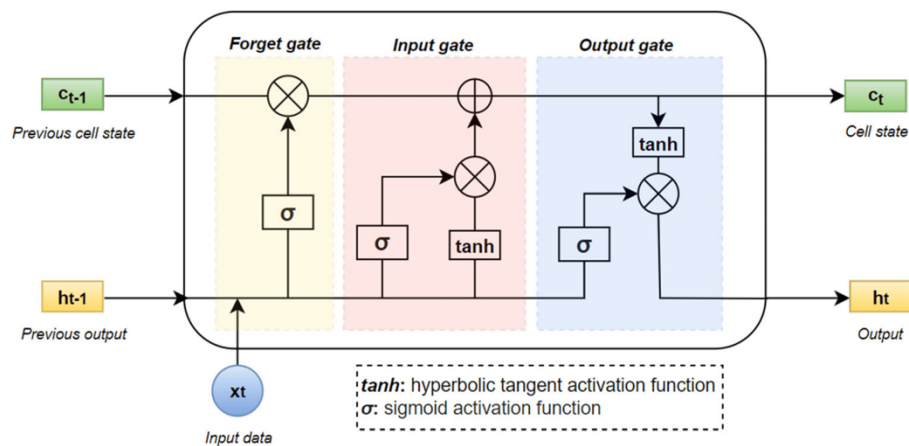 Forget gate
Input gate
Output gate
ct-1
ct
Previous cell state
Cell state
tanh
σ
σ
tanh
σ
ht-1
ht
Previous output
Output
xt
Input data
tanh: hyperbolic tangent activation function
σ: sigmoid activation function